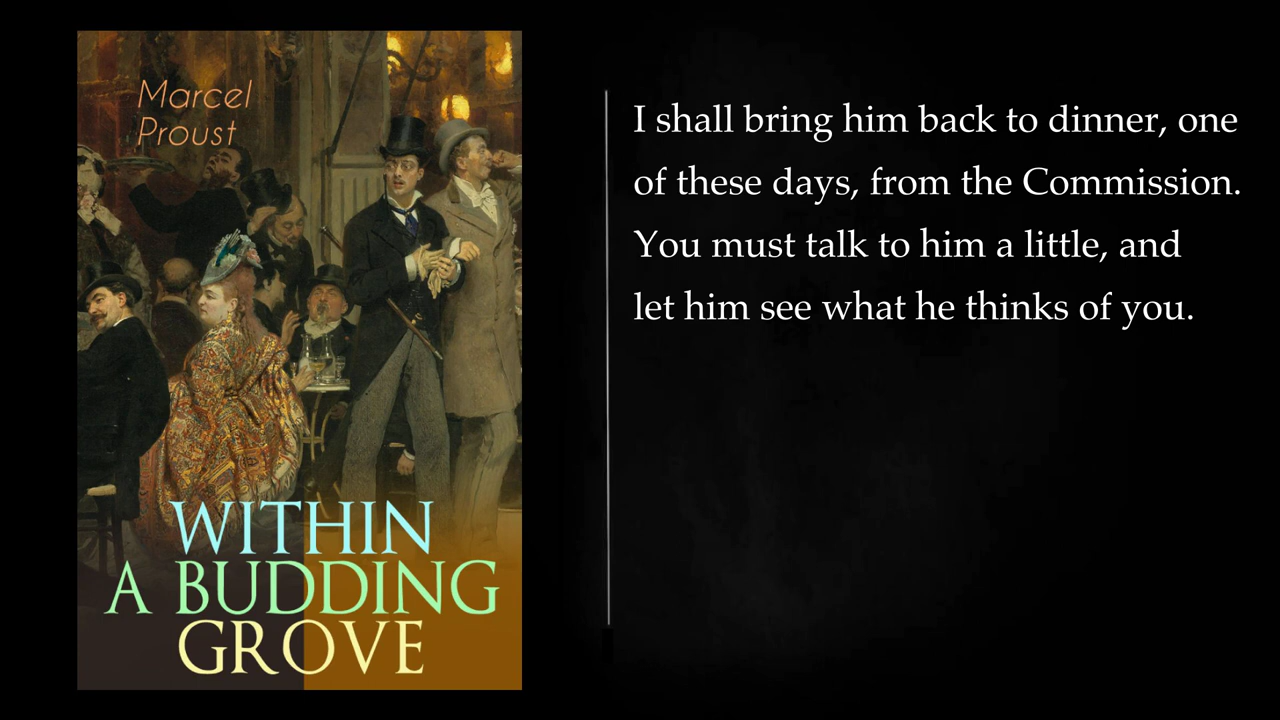 Marcel
Proust
WITHIN
A BUDDING
GROVE
I shall bring him back to dinner, one
of these days, from the Commission.
You must talk to him a little, and
let him see what he thinks of you.